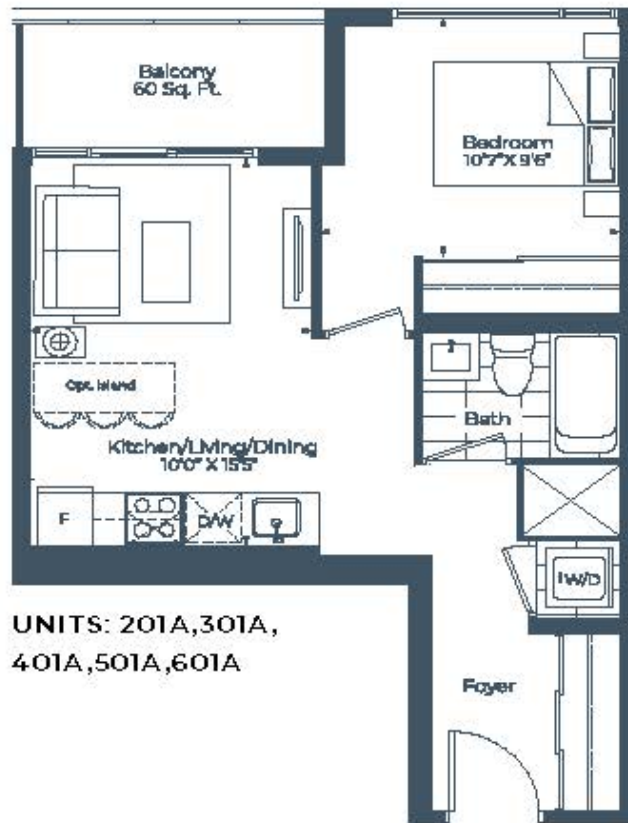 Balcony
60 Sq. Ft.
Bedroom
10'7" X 9'6"
Opt. Island
Kitchen/Living/Dining
10'0" X 15'5"
Bath
F
D/W
W/D
UNITS: 201A,301A,
401A,501A,601A
Foyer